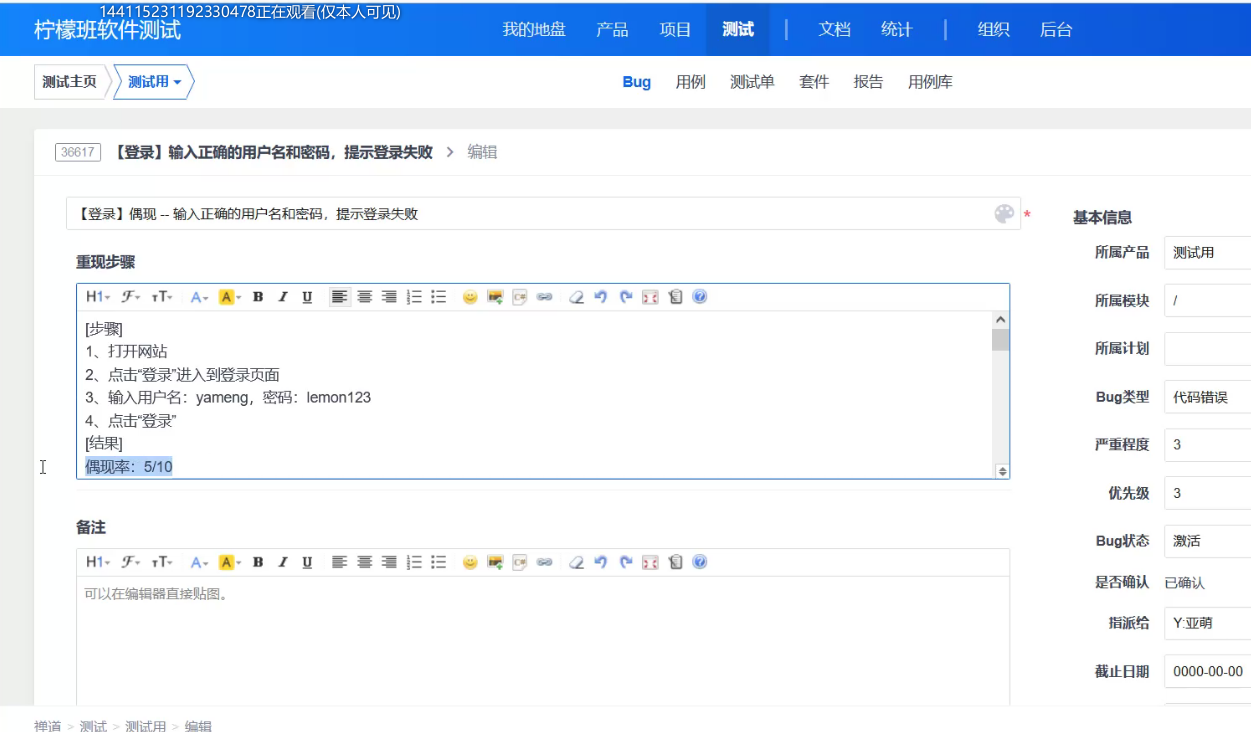 144115231192330478正在观看(仅本人可见)
柠檬班软件测试
我的地盘 产品 项目 测试 文档 统计 组织 后台
测试主页 测试用
Bug 用例 测试单 套件 报告 用例库
36617 【登录】输入正确的用户名和密码，提示登录失败 > 编辑
【登录】偶现 -- 输入正确的用户名和密码，提示登录失败 *
基本信息
重现步骤
H1 F TT A A B I U
[步骤]
1、打开网站
2、点击“登录”进入到登录页面
3、输入用户名：yameng，密码：lemon123
4、点击“登录”
[结果]
偶现率：5/10
备注
H1 F TT A A B I U
可以在编辑器直接贴图。
所属产品 测试用
所属模块 /
所属计划
Bug类型 代码错误
严重程度 3
优先级 3
Bug状态 激活
是否确认 已确认
指派给 Y:亚萌
截止日期 0000-00-00
禅道 > 测试 > 测试用 > 编辑